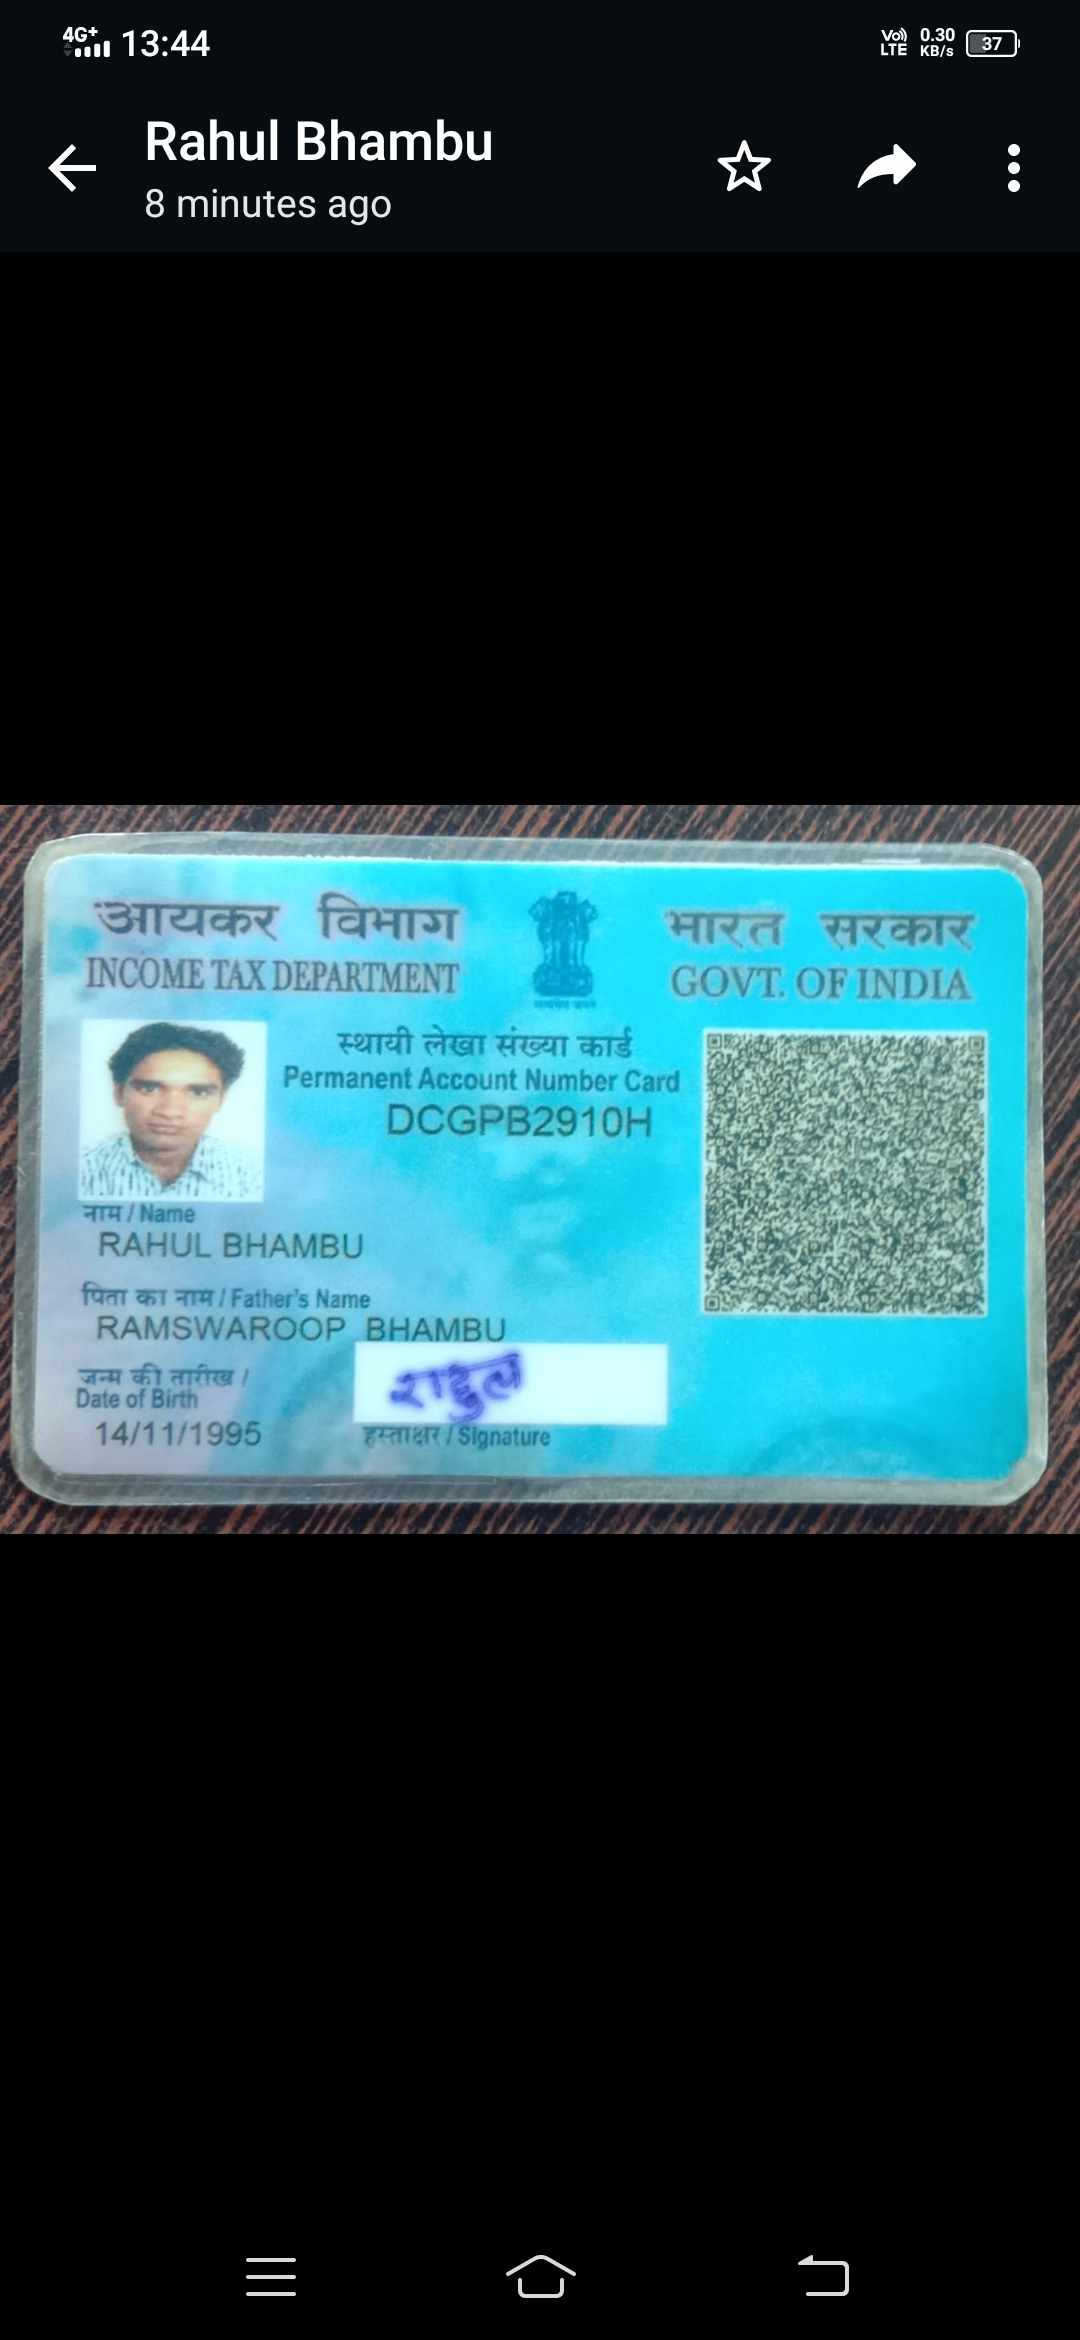 4G+ 13:44 Vo)) LTE 0.30 KB/s 37
Rahul Bhambu
8 minutes ago
आयकर विभाग भारत सरकार
INCOME TAX DEPARTMENT GOVT. OF INDIA
स्थायी लेखा संख्या कार्ड
Permanent Account Number Card
DCGPB2910H
नाम / Name
RAHUL BHAMBU
पिता का नाम / Father's Name
RAMSWAROOP BHAMBU
जन्म की तारीख /
Date of Birth
14/11/1995
राहुल
हस्ताक्षर / Signature